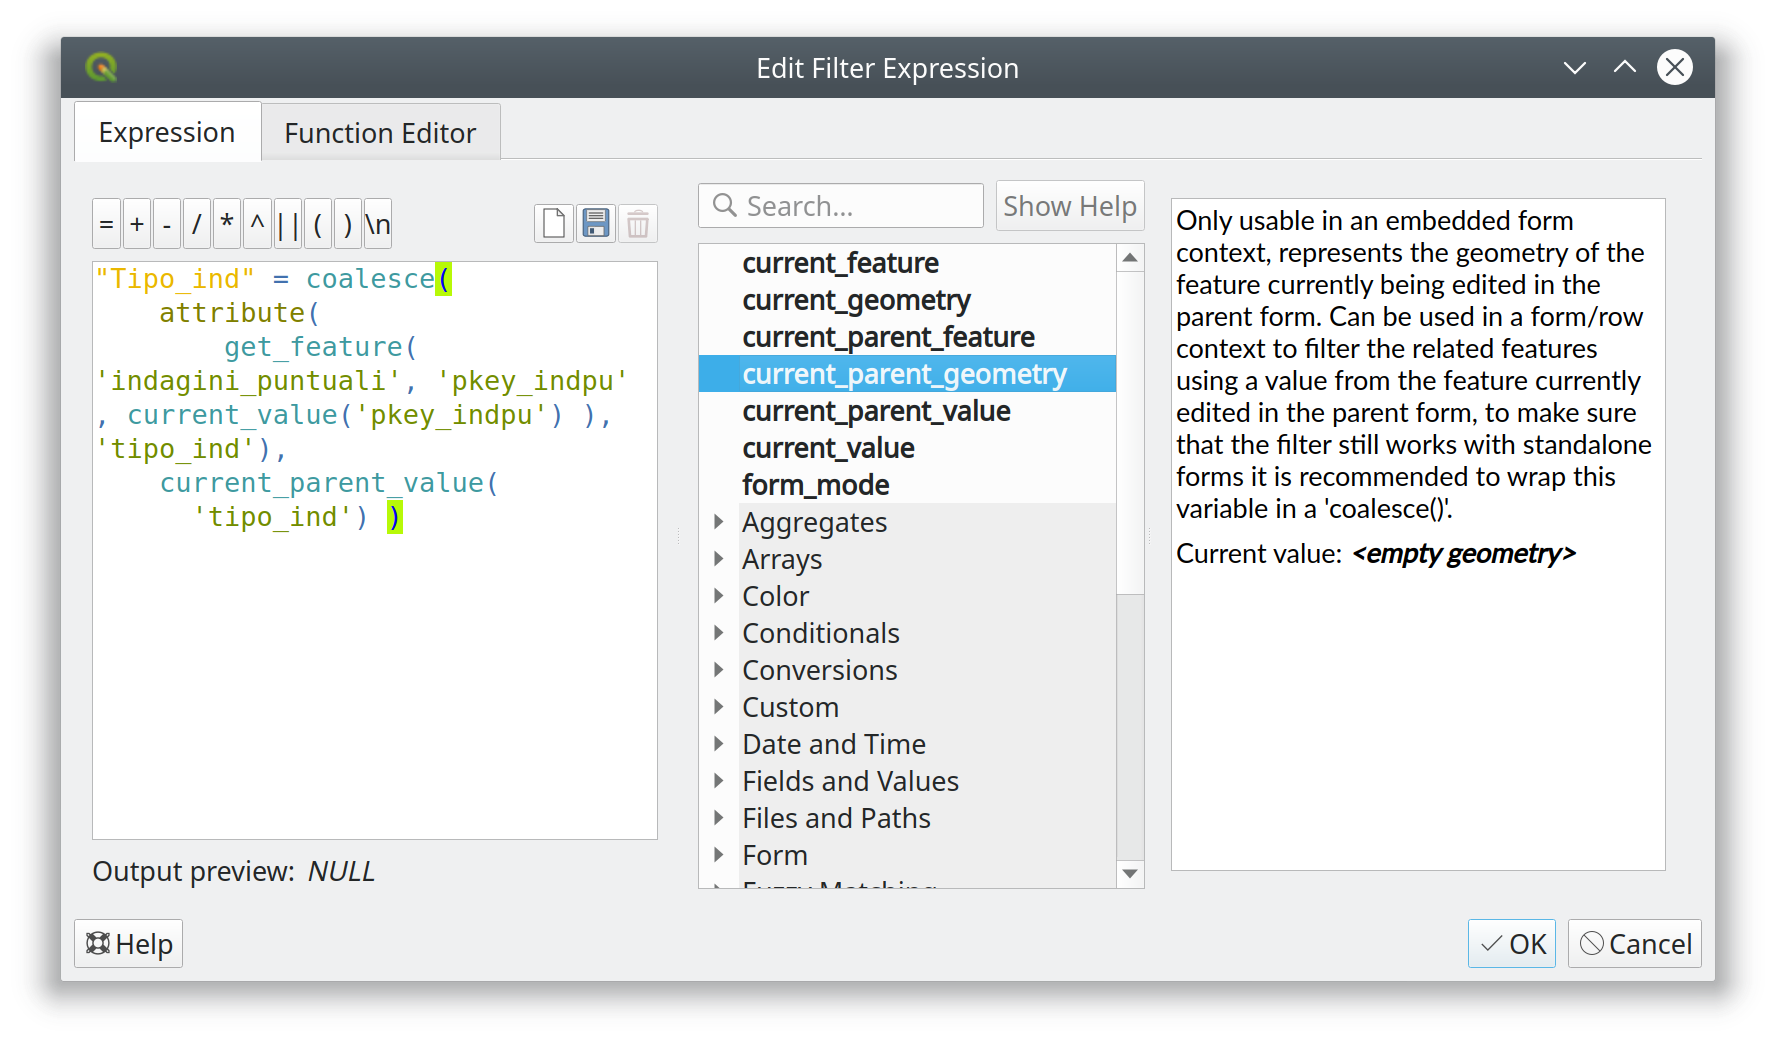 Edit Filter Expression
Expression
Function Editor
= + - / * ^ || ( ) \n
"Tipo_ind" = coalesce(
attribute(
get_feature(
'indagini_puntuali', 'pkey_indpu'
, current_value('pkey_indpu') ),
'tipo_ind'),
current_parent_value(
'tipo_ind') )
Output preview: NULL
Search...
Show Help
current_feature
current_geometry
current_parent_feature
current_parent_geometry
current_parent_value
current_value
form_mode
Aggregates
Arrays
Color
Conditionals
Conversions
Custom
Date and Time
Fields and Values
Files and Paths
Form
Fuzzy Matching
Only usable in an embedded form
context, represents the geometry of the
feature currently being edited in the
parent form. Can be used in a form/row
context to filter the related features
using a value from the feature currently
edited in the parent form, to make sure
that the filter still works with standalone
forms it is recommended to wrap this
variable in a 'coalesce()'.
Current value: <empty geometry>
Help
OK
Cancel